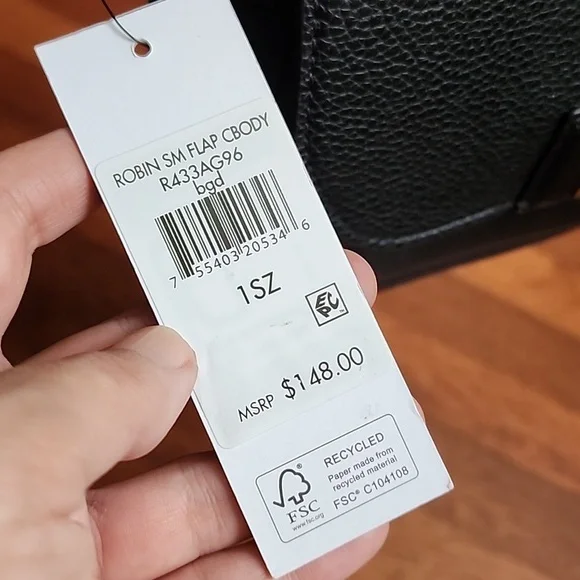 ROBIN SM FLAP CBODY
R433AG96
bgd
7 55403 20534 6
1SZ
EPC
MSRP $148.00
FSC®
www.fsc.org
RECYCLED
Paper made from
recycled material
FSC® C104108